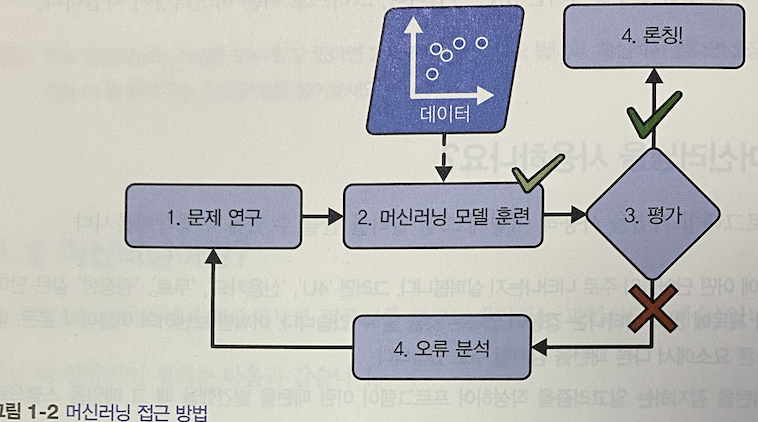 4. 론칭!
데이터
1. 문제 연구
2. 머신러닝 모델 훈련
3. 평가
4. 오류 분석
그림 1-2 머신러닝 접근 방법